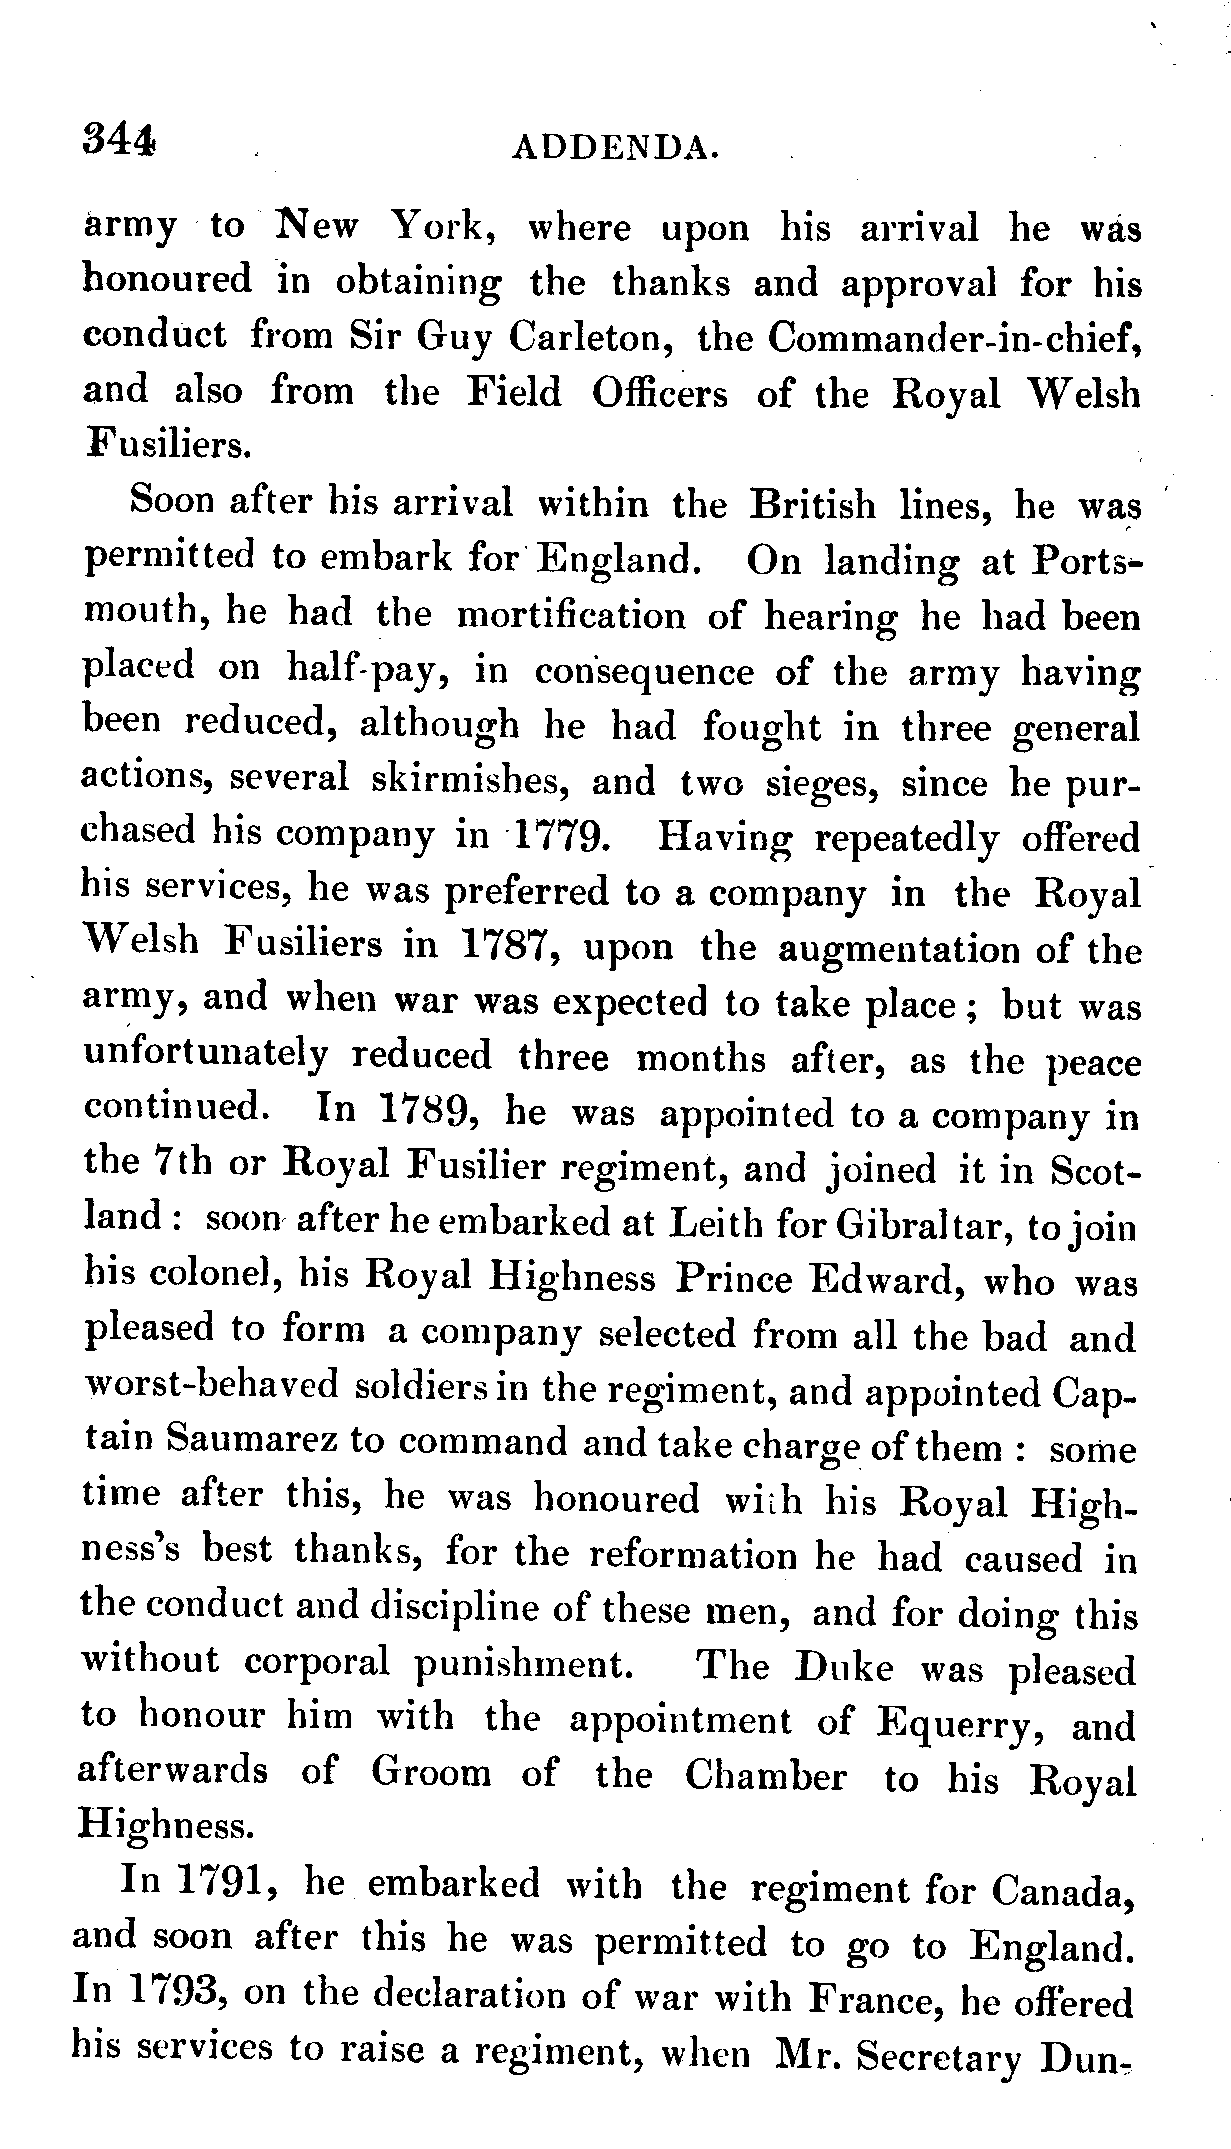 344 ADDENDA.
army to New York, where upon his arrival he was
honoured in obtaining the thanks and approval for his
conduct from Sir Guy Carleton, the Commander-in-chief,
and also from the Field Officers of the Royal Welsh
Fusiliers.
Soon after his arrival within the British lines, he was
permitted to embark for England. On landing at Ports-
mouth, he had the mortification of hearing he had been
placed on half-pay, in consequence of the army having
been reduced, although he had fought in three general
actions, several skirmishes, and two sieges, since he pur-
chased his company in 1779. Having repeatedly offered
his services, he was preferred to a company in the Royal
Welsh Fusiliers in 1787, upon the augmentation of the
army, and when war was expected to take place ; but was
unfortunately reduced three months after, as the peace
continued. In 1789, he was appointed to a company in
the 7th or Royal Fusilier regiment, and joined it in Scot-
land : soon after he embarked at Leith for Gibraltar, to join
his colonel, his Royal Highness Prince Edward, who was
pleased to form a company selected from all the bad and
worst-behaved soldiers in the regiment, and appointed Cap-
tain Saumarez to command and take charge of them : some
time after this, he was honoured with his Royal High-
ness's best thanks, for the reformation he had caused in
the conduct and discipline of these men, and for doing this
without corporal punishment. The Duke was pleased
to honour him with the appointment of Equerry, and
afterwards of Groom of the Chamber to his Royal
Highness.
In 1791, he embarked with the regiment for Canada,
and soon after this he was permitted to go to England.
In 1793, on the declaration of war with France, he offered
his services to raise a regiment, when Mr. Secretary Dun-